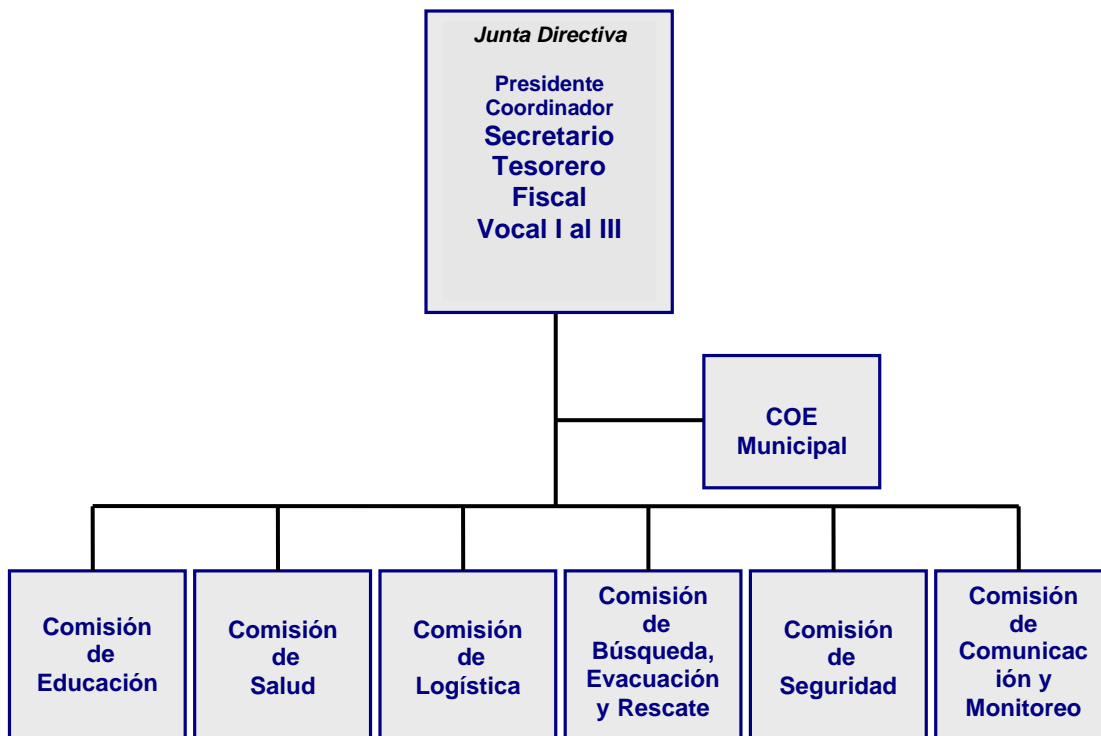 Junta Directiva
Presidente
Coordinador
Secretario
Tesorero
Fiscal
Vocal I al III
COE
Municipal
Comisión
de
Educación
Comisión
de
Salud
Comisión
de
Logística
Comisión
de
Búsqueda,
Evacuación
y Rescate
Comisión
de
Seguridad
Comisión
de
Comunicac
ión y
Monitoreo